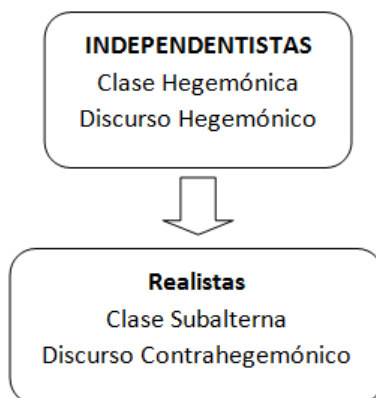 INDEPENDENTISTAS
Clase Hegemónica
Discurso Hegemónico
Realistas
Clase Subalterna
Discurso Contrahegemónico